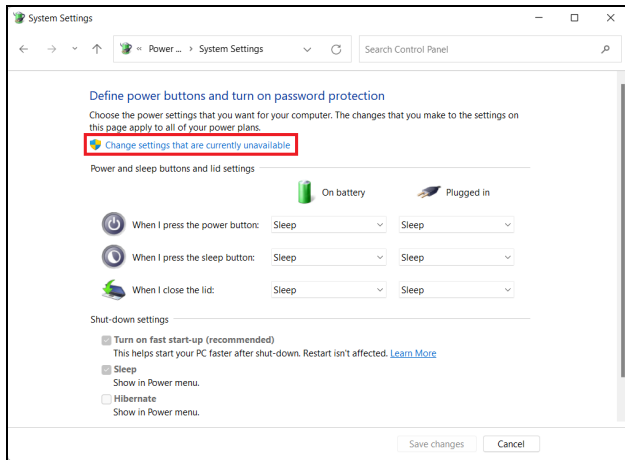 System Settings
« Power ... › System Settings
Search Control Panel
Define power buttons and turn on password protection
Choose the power settings that you want for your computer. The changes that you make to the settings on
this page apply to all of your power plans.
Change settings that are currently unavailable
Power and sleep buttons and lid settings
On battery Plugged in
When I press the power button: Sleep Sleep
When I press the sleep button: Sleep Sleep
When I close the lid: Sleep Sleep
Shut-down settings
Turn on fast start-up (recommended)
This helps start your PC faster after shut-down. Restart isn't affected. Learn More
Sleep
Show in Power menu.
Hibernate
Show in Power menu.
Save changes Cancel